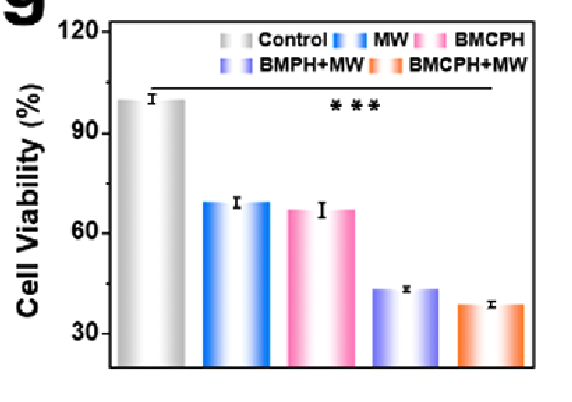 g
120
Control MW BMCPH
BMPH+MW BMCPH+MW
***
90
60
30
Cell Viability (%)